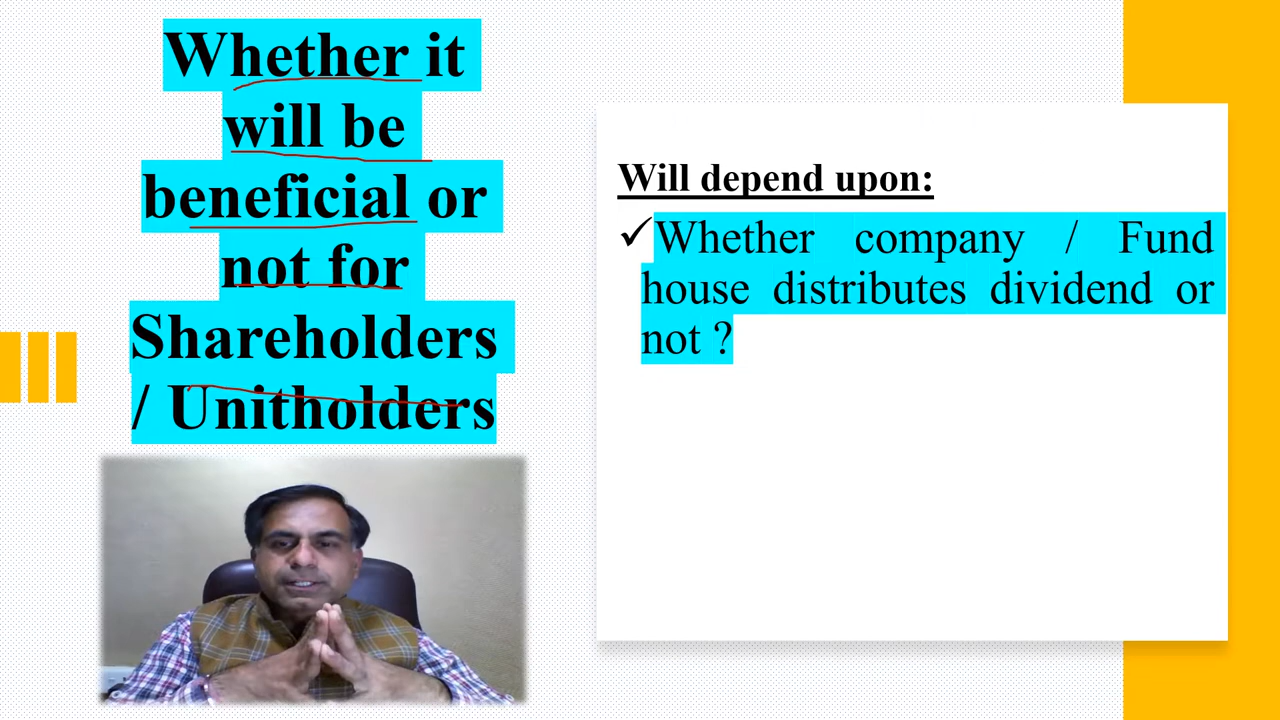 Whether it
will be
beneficial or
not for
Shareholders
/ Unitholders
Will depend upon:
✓Whether company / Fund
house distributes dividend or
not ?